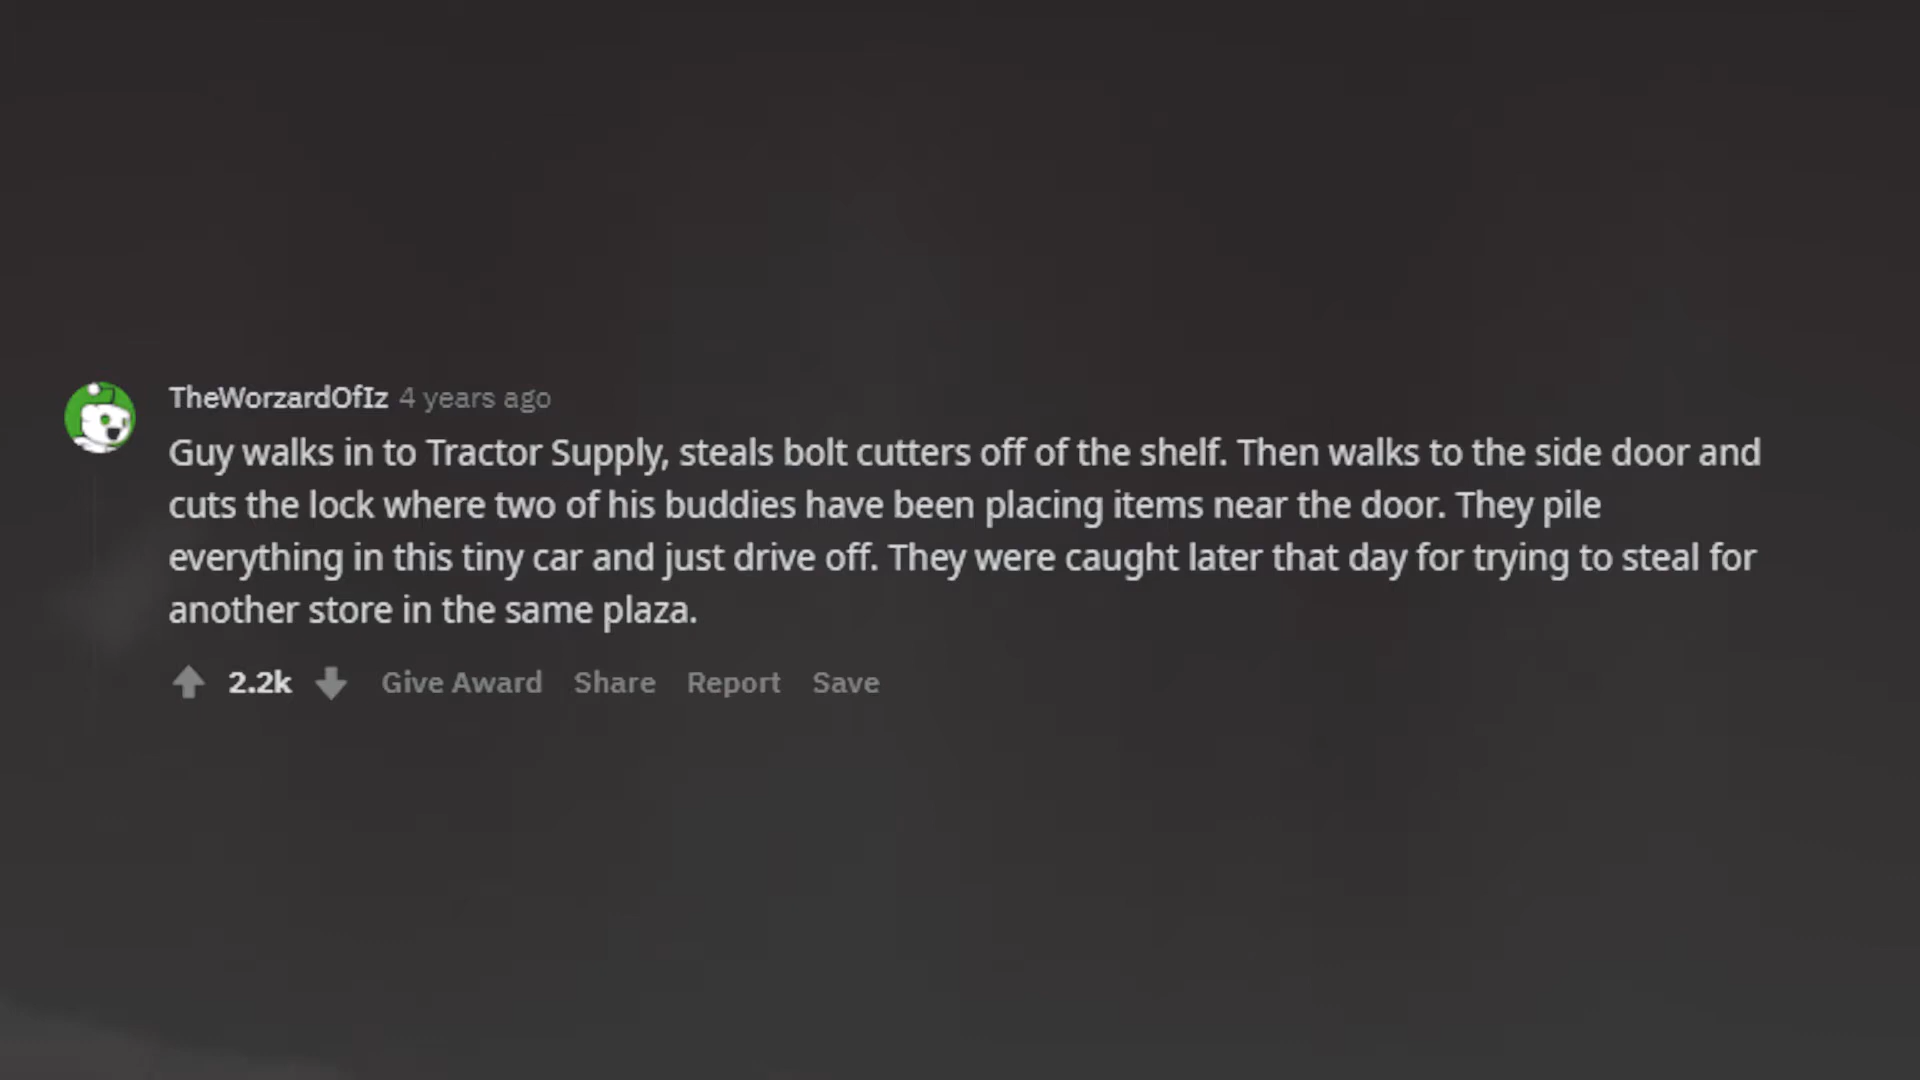 TheWorzardOfIz 4 years ago
Guy walks in to Tractor Supply, steals bolt cutters off of the shelf. Then walks to the side door and
cuts the lock where two of his buddies have been placing items near the door. They pile
everything in this tiny car and just drive off. They were caught later that day for trying to steal for
another store in the same plaza.
2.2k Give Award Share Report Save